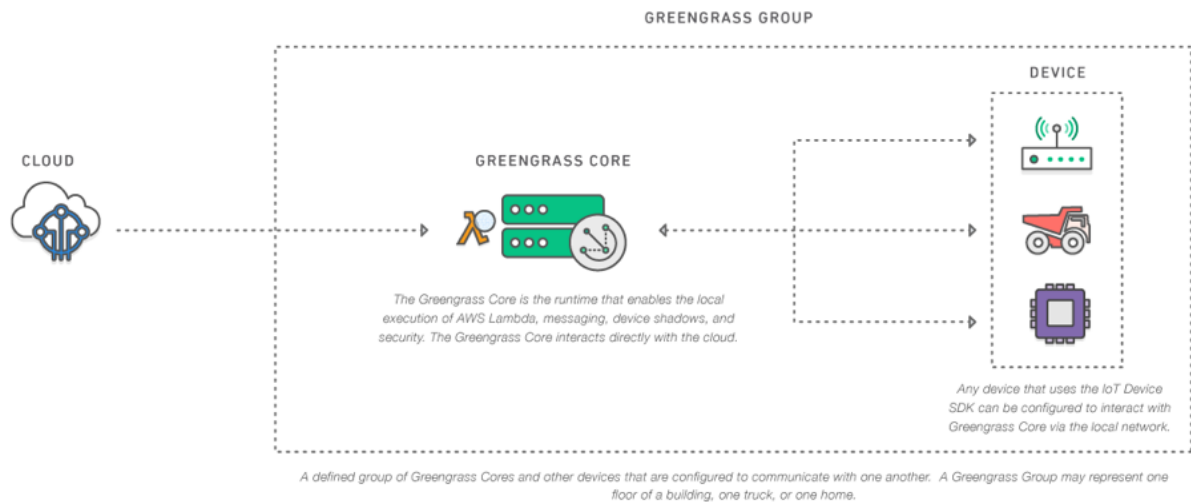 GREENGRASS GROUP
DEVICE
CLOUD
GREENGRASS CORE
The Greengrass Core is the runtime that enables the local
execution of AWS Lambda, messaging, device shadows, and
security. The Greengrass Core interacts directly with the cloud.
Any device that uses the IoT Device
SDK can be configured to interact with
Greengrass Core via the local network.
A defined group of Greengrass Cores and other devices that are configured to communicate with one another. A Greengrass Group may represent one
floor of a building, one truck, or one home.